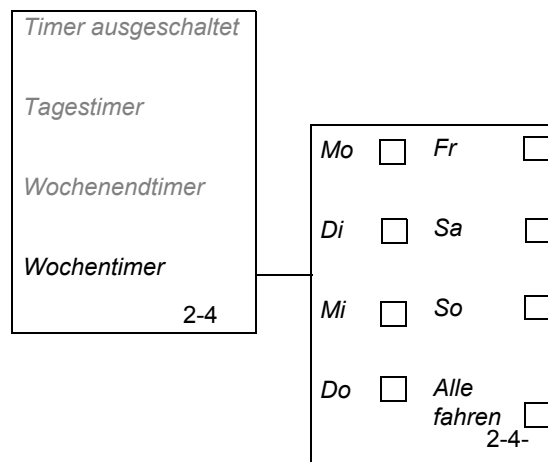 Timer ausgeschaltet
Tagestimer
Wochenendtimer
Wochentimer
2-4
Mo Fr
Di Sa
Mi So
Do Alle
fahren
2-4-